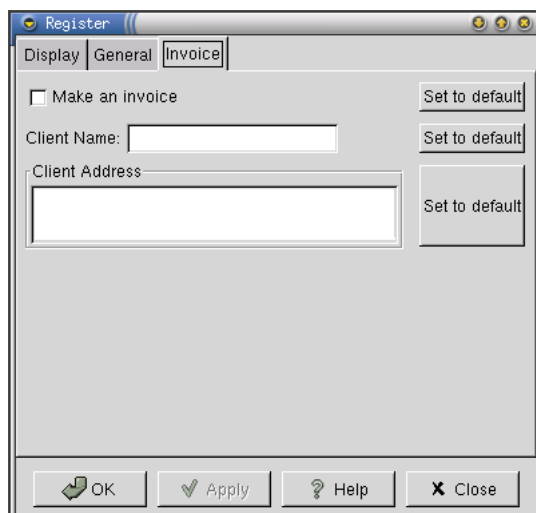 Register
Display General Invoice
Make an invoice Set to default
Client Name: Set to default
Client Address
Set to default
OK Apply Help Close